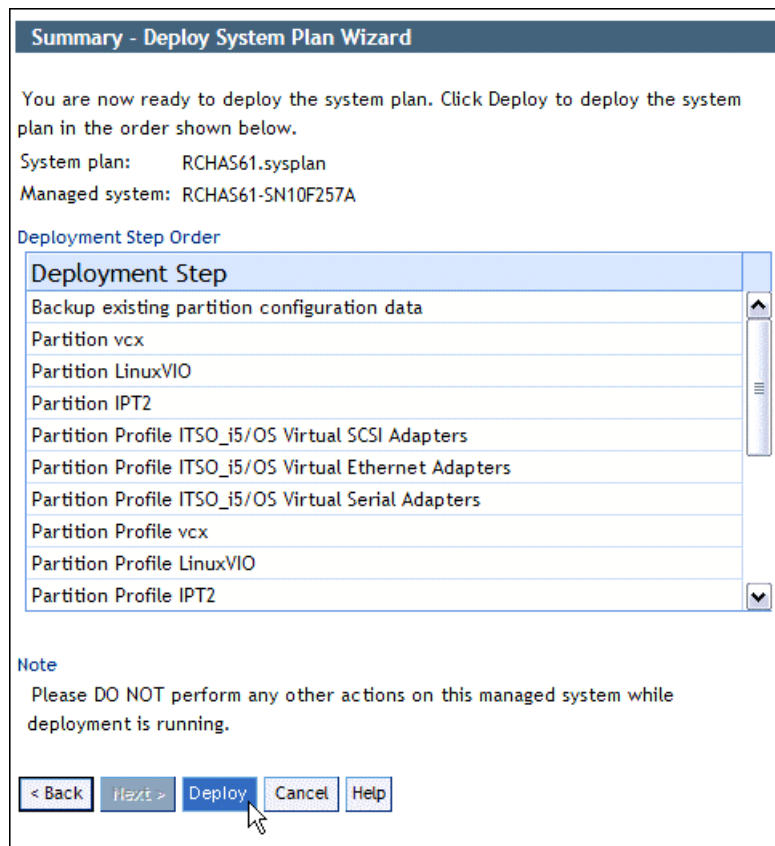 Summary - Deploy System Plan Wizard
You are now ready to deploy the system plan. Click Deploy to deploy the system
plan in the order shown below.
System plan: RCHAS61.sysplan
Managed system: RCHAS61-SN10F257A
Deployment Step Order
Deployment Step
Backup existing partition configuration data
Partition vcx
Partition LinuxVIO
Partition IPT2
Partition Profile ITSO_i5/OS Virtual SCSI Adapters
Partition Profile ITSO_i5/OS Virtual Ethernet Adapters
Partition Profile ITSO_i5/OS Virtual Serial Adapters
Partition Profile vcx
Partition Profile LinuxVIO
Partition Profile IPT2
Note
Please DO NOT perform any other actions on this managed system while
deployment is running.
< Back Next > Deploy Cancel Help